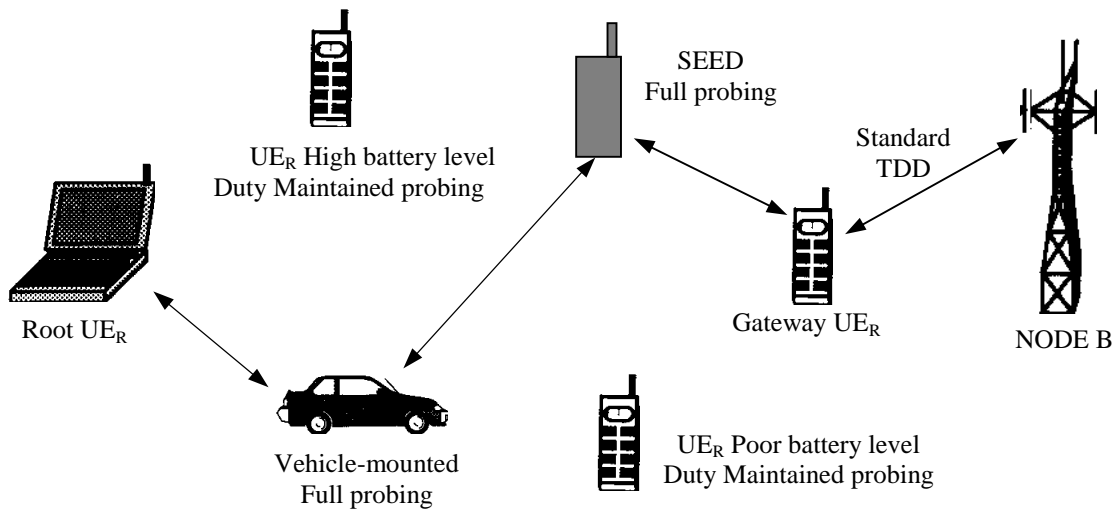 SEED
Full probing
Standard
TDD
UE_R High battery level
Duty Maintained probing
Root UE_R
Gateway UE_R
NODE B
Vehicle-mounted
Full probing
UE_R Poor battery level
Duty Maintained probing